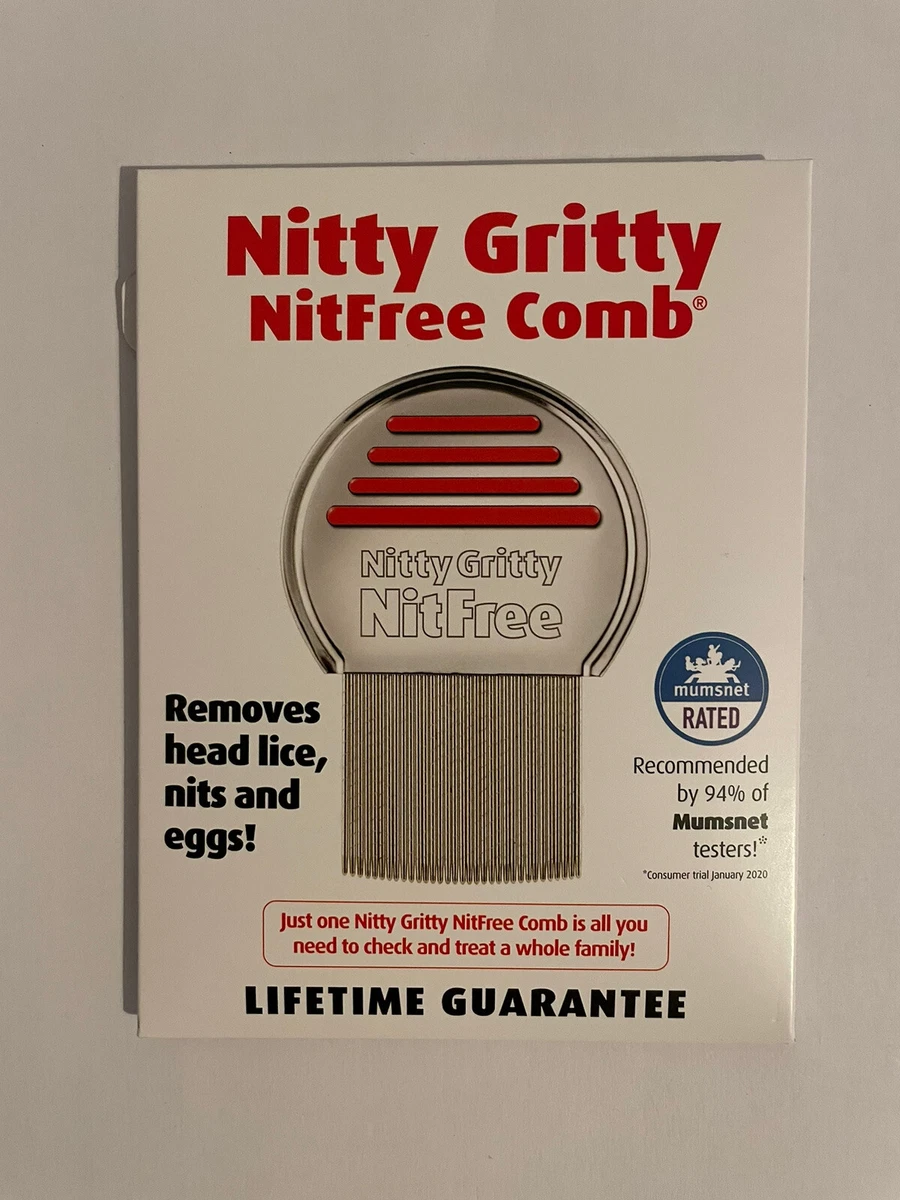 Nitty Gritty
NitFree Comb®
Nitty Gritty
NitFree
Removes
head lice,
nits and
eggs!
mumsnet
RATED
Recommended
by 94% of
Mumsnet
testers!*
*Consumer trial January 2020
Just one Nitty Gritty NitFree Comb is all you
need to check and treat a whole family!
LIFETIME GUARANTEE